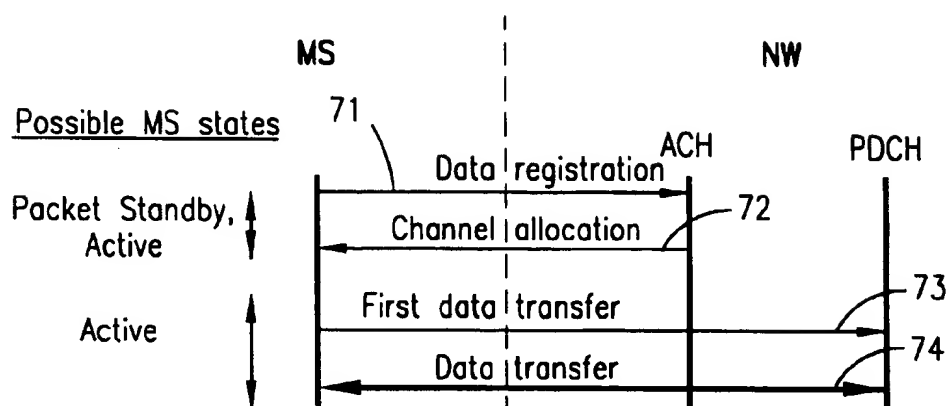 MS NW
Possible MS states
71
ACH PDCH
Data registration
Packet Standby,
Active
72
Channel allocation
First data transfer
73
Active
Data transfer
74